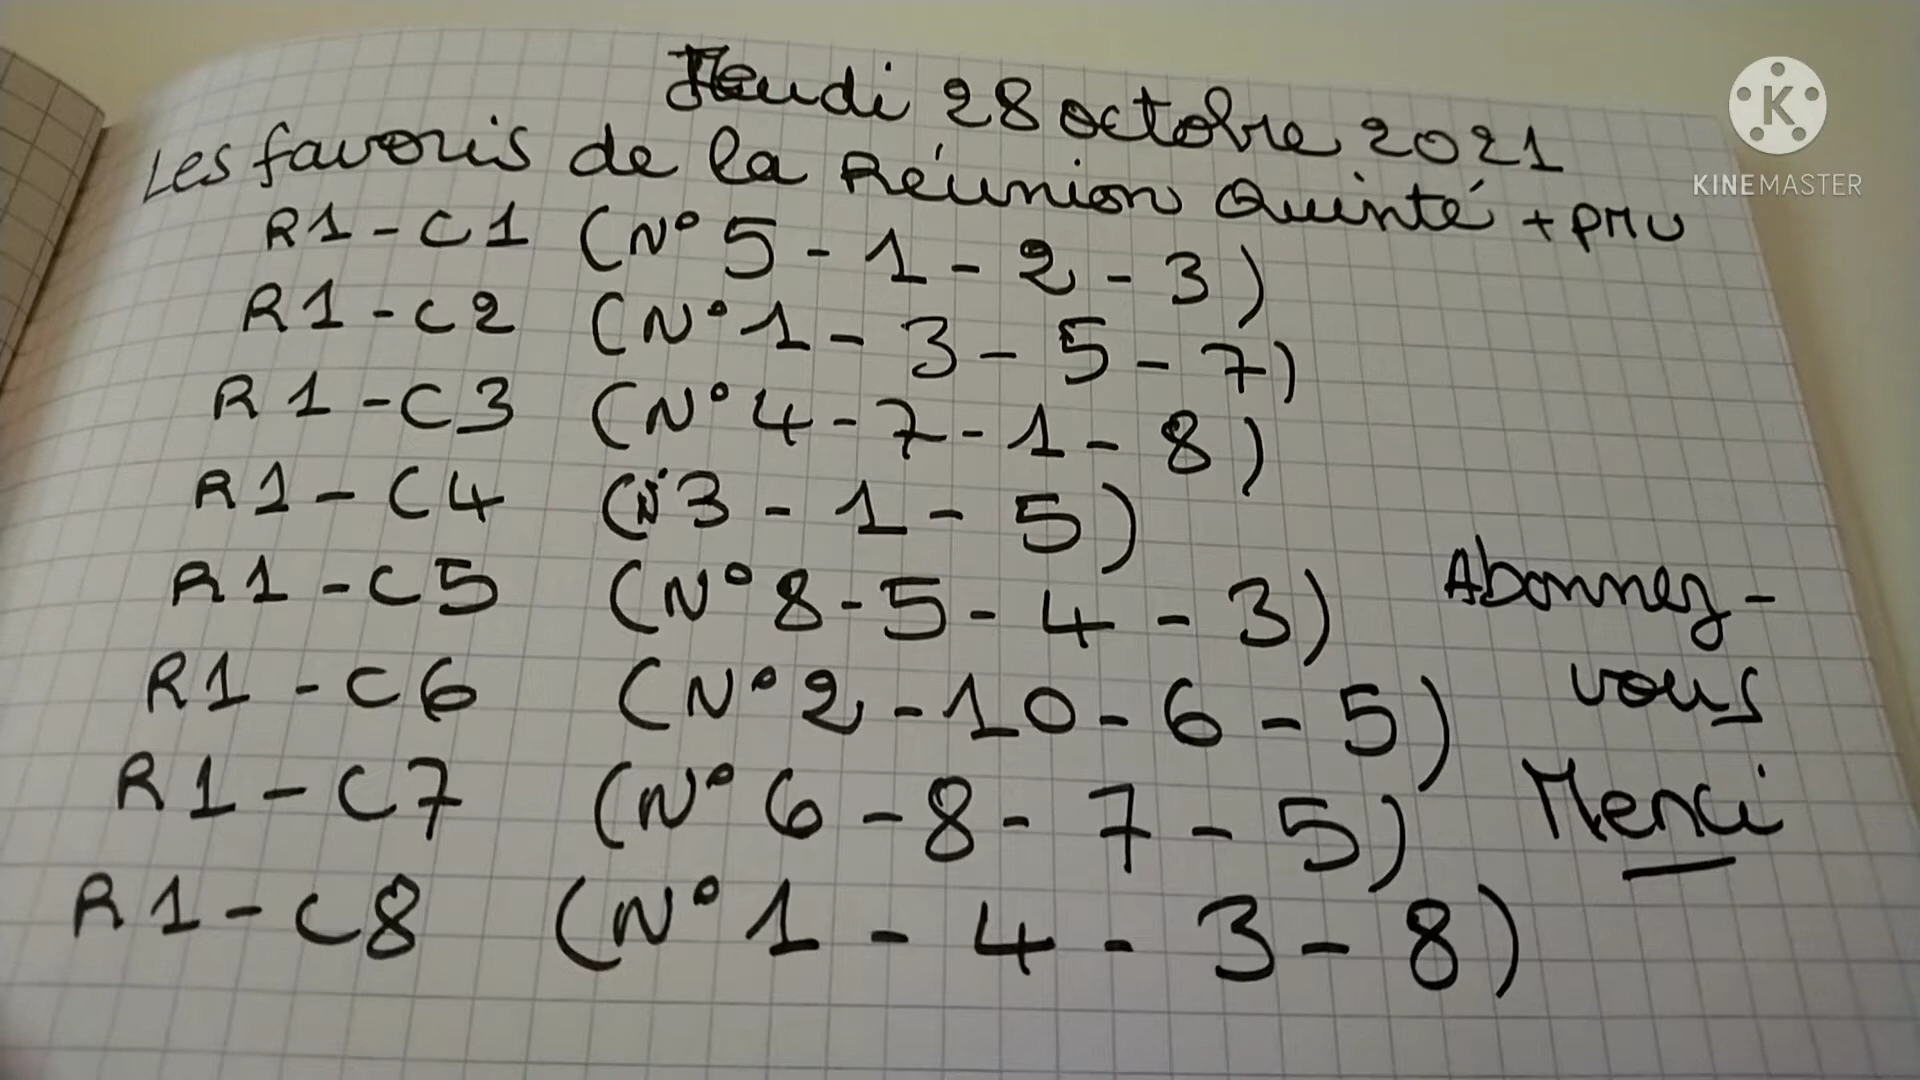 Jeudi 28 octobre 2021
Les favoris de la Réunion Quinté + PMU
R1 - C1 (N° 5 - 1 - 2 - 3)
R1 - C2 (N° 1 - 3 - 5 - 7)
R1 - C3 (N° 4 - 7 - 1 - 8)
R1 - C4 (N° 3 - 1 - 5)
R1 - C5 (N° 8 - 5 - 4 - 3)
R1 - C6 (N° 2 - 10 - 6 - 5)
R1 - C7 (N° 6 - 8 - 7 - 5)
R1 - C8 (N° 1 - 4 - 3 - 8)
Abonnez -
vous
Merci
K
KINEMASTER